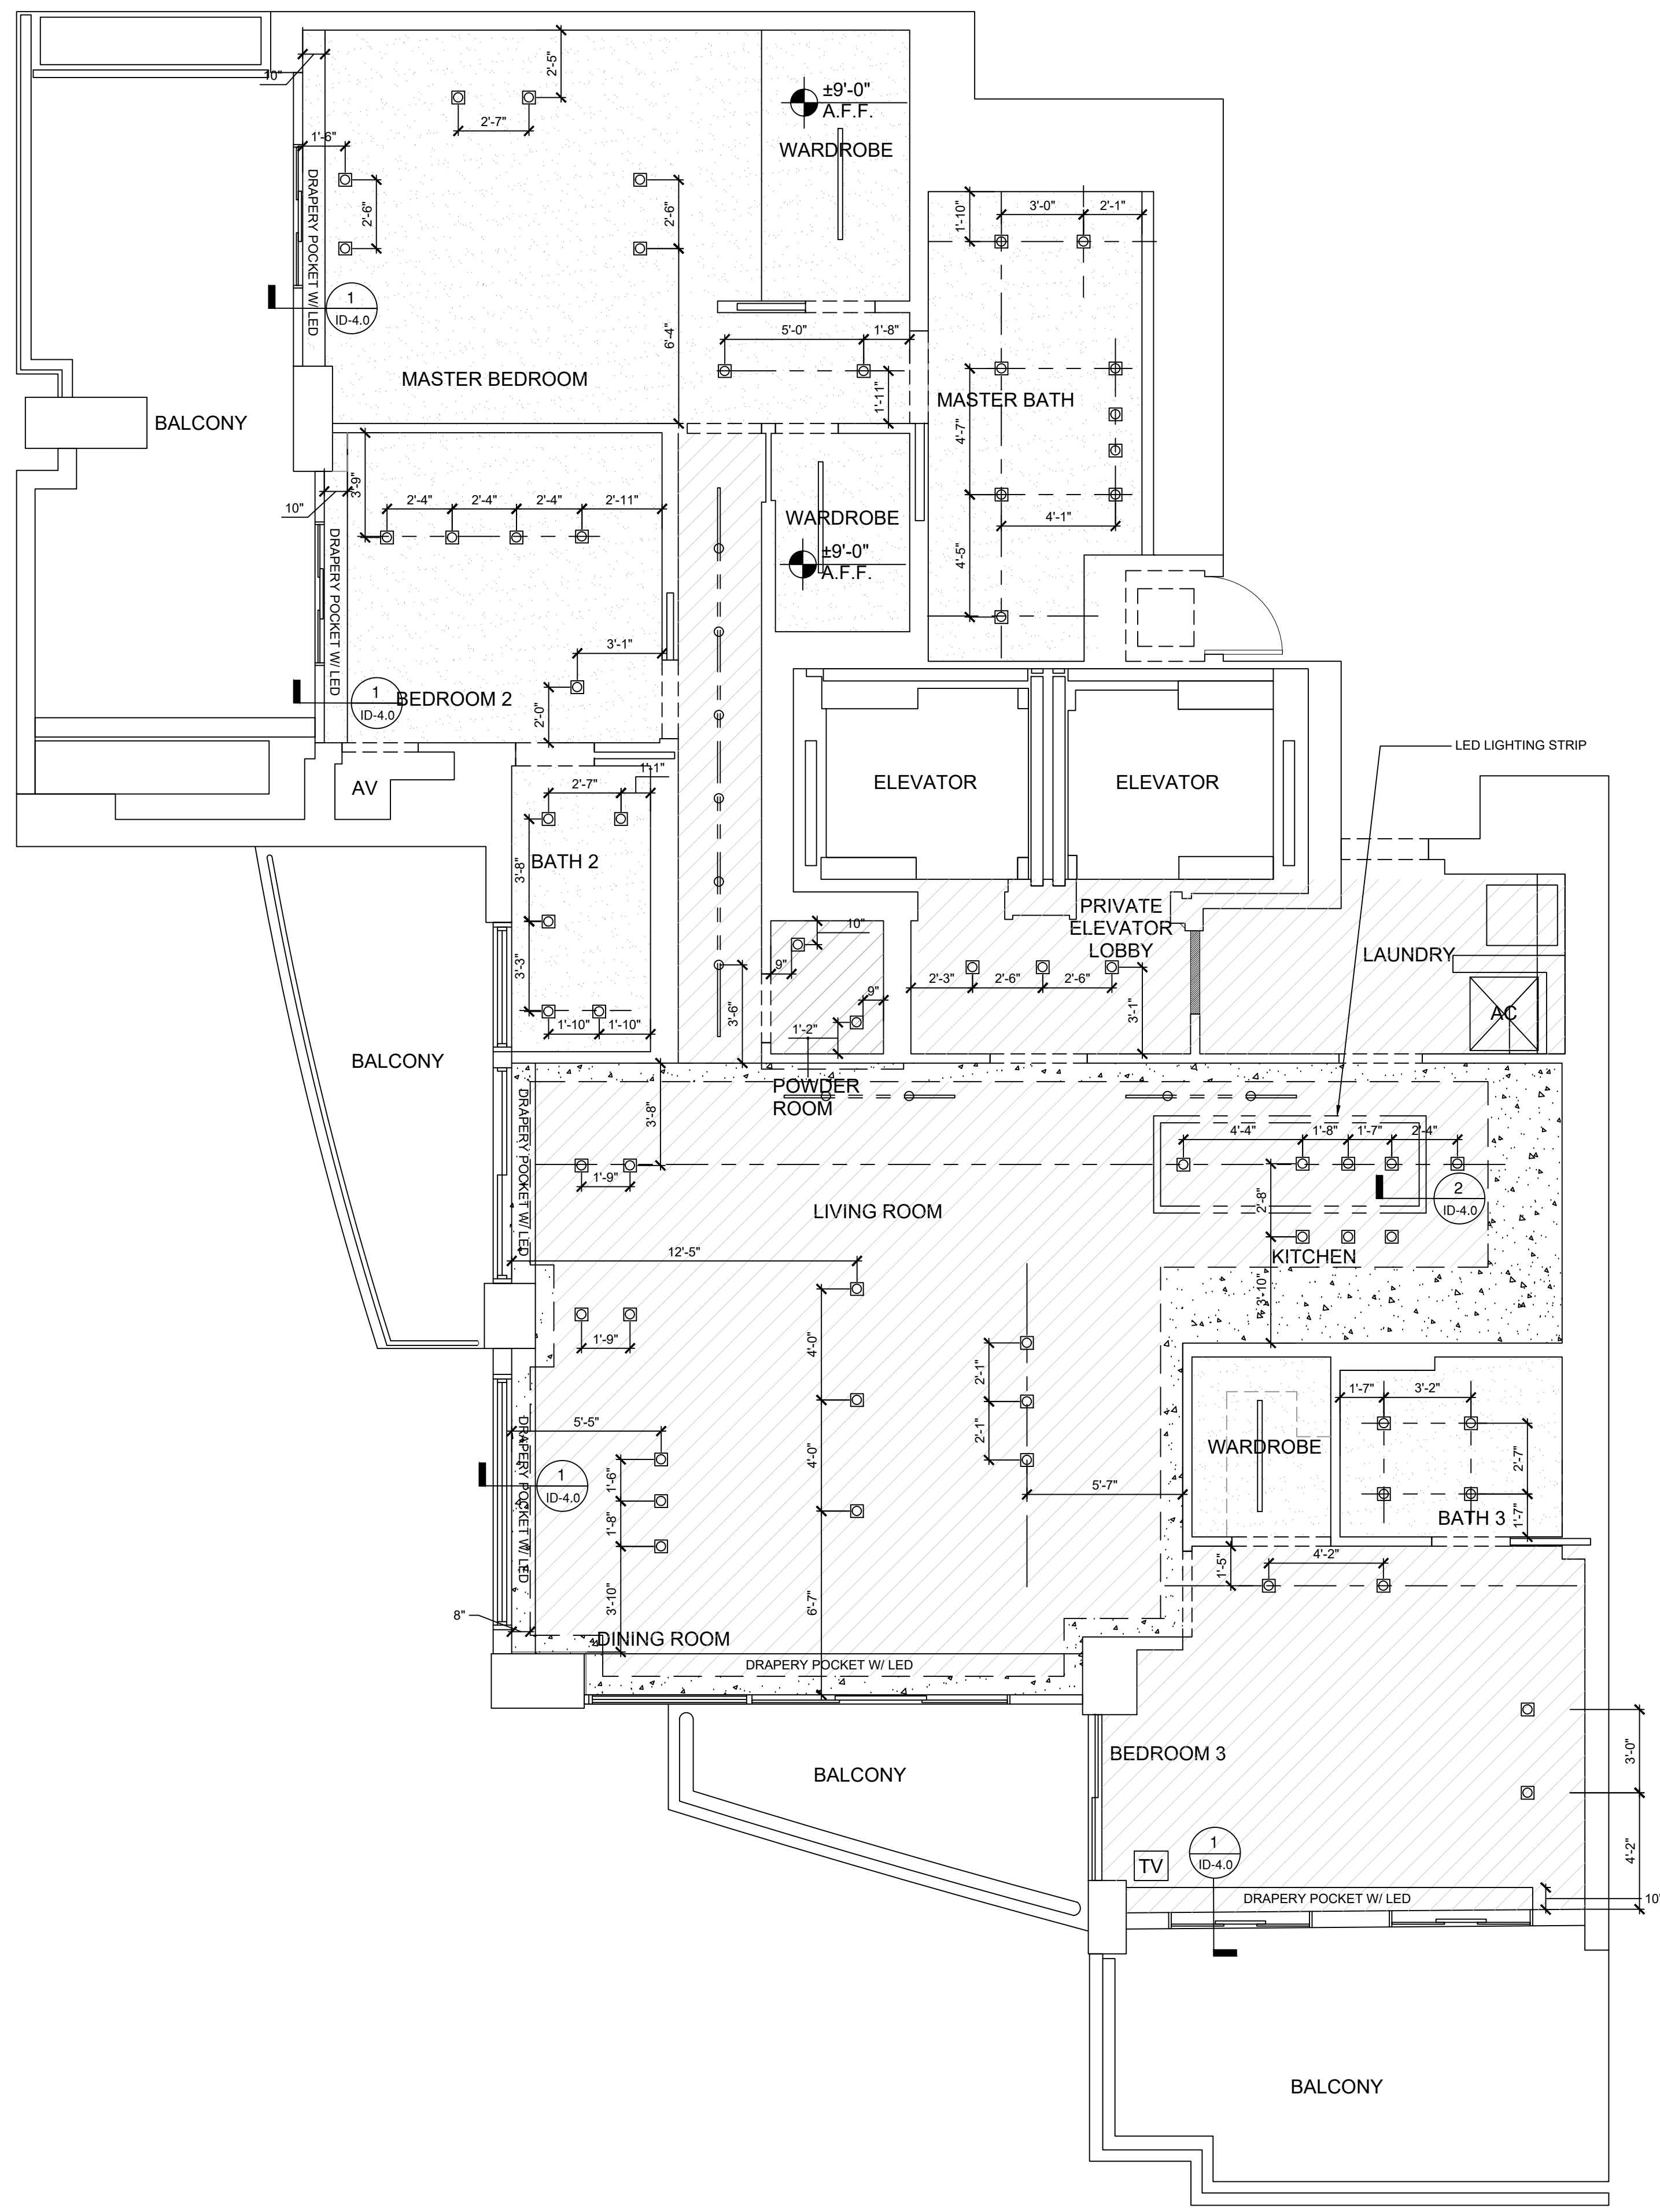 10"
2'-5"
±9'-0"
A.F.F.
2'-7"
1'-6"
WARDROBE
DRAPERY POCKET W/ LED
2'-6"
2'-6"
1'-10"
3'-0"
2'-1"
1
ID-4.0
6'-4"
5'-0"
1'-8"
MASTER BEDROOM
1'-11"
MASTER BATH
BALCONY
4'-7"
3'-9"
10"
2'-4"
2'-4"
2'-4"
2'-11"
WARDROBE
4'-1"
±9'-0"
A.F.F.
4'-5"
DRAPERY POCKET W/ LED
3'-1"
1
ID-4.0
BEDROOM 2
2'-0"
LED LIGHTING STRIP
1'-1"
AV
2'-7"
ELEVATOR
ELEVATOR
3'-8"
BATH 2
PRIVATE
ELEVATOR
LOBBY
10"
LAUNDRY
3'-3"
9"
2'-3"
2'-6"
2'-6"
9"
3'-1"
3'-6"
AC
1'-10"
1'-10"
1'-2"
BALCONY
POWDER
ROOM
DRAPERY POCKET W/ LED
3'-8"
4'-4"
1'-8"
1'-7"
2'-4"
1'-9"
2
ID-4.0
2'-8"
LIVING ROOM
12'-5"
KITCHEN
3'-10"
1'-9"
4'-0"
2'-1"
1'-7"
3'-2"
5'-5"
DRAPERY POCKET W/ LED
2'-1"
WARDROBE
4'-0"
2'-7"
1
ID-4.0
1'-6"
5'-7"
1'-8"
1'-7"
BATH 3
4'-2"
1'-5"
3'-10"
6'-7"
8"
DINING ROOM
DRAPERY POCKET W/ LED
BEDROOM 3
3'-0"
BALCONY
4'-2"
1
ID-4.0
TV
DRAPERY POCKET W/ LED
10'
BALCONY